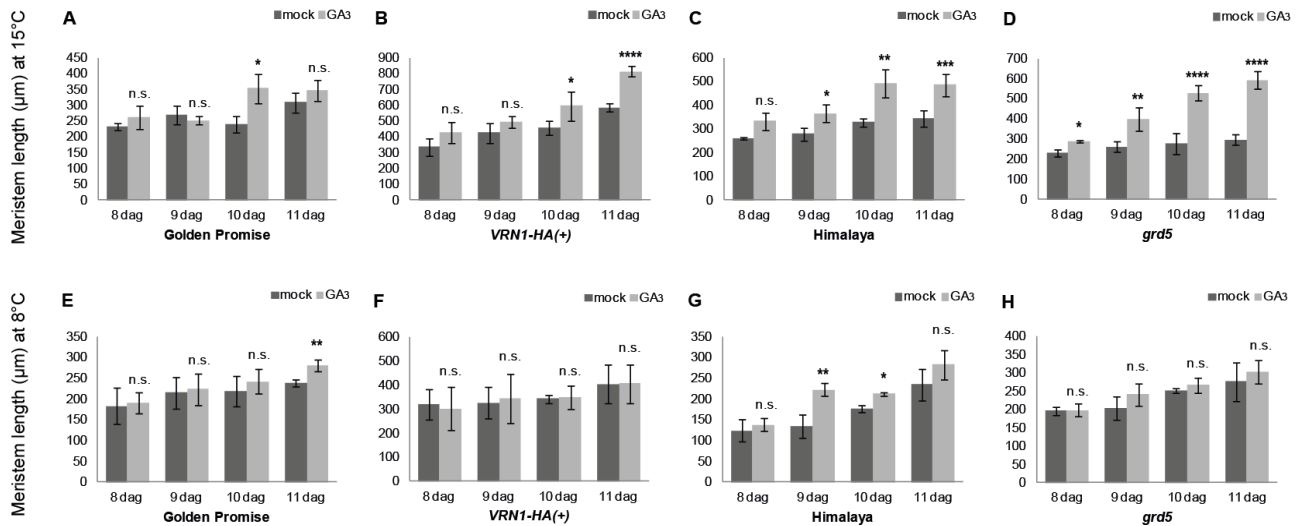 Meristem length (µm) at 15°C
A
mock GA3
450
400
350
300
250
200
150
100
50
0
n.s.
n.s.
*
n.s.
8 dag 9 dag 10 dag 11 dag
Golden Promise
B
mock GA3
900
800
700
600
500
400
300
200
100
0
n.s.
n.s.
*
****
8 dag 9 dag 10 dag 11 dag
VRN1-HA(+)
C
mock GA3
600
500
400
300
200
100
0
n.s.
*
**
***
8 dag 9 dag 10 dag 11 dag
Himalaya
D
mock GA3
700
600
500
400
300
200
100
0
*
**
****
****
8 dag 9 dag 10 dag 11 dag
grd5
Meristem length (µm) at 8°C
E
mock GA3
350
300
250
200
150
100
50
0
n.s.
n.s.
n.s.
**
8 dag 9 dag 10 dag 11 dag
Golden Promise
F
mock GA3
600
500
400
300
200
100
0
n.s.
n.s.
n.s.
n.s.
8 dag 9 dag 10 dag 11 dag
VRN1-HA(+)
G
mock GA3
350
300
250
200
150
100
50
0
n.s.
**
*
n.s.
8 dag 9 dag 10 dag 11 dag
Himalaya
H
mock GA3
400
350
300
250
200
150
100
50
0
n.s.
n.s.
n.s.
n.s.
8 dag 9 dag 10 dag 11 dag
grd5